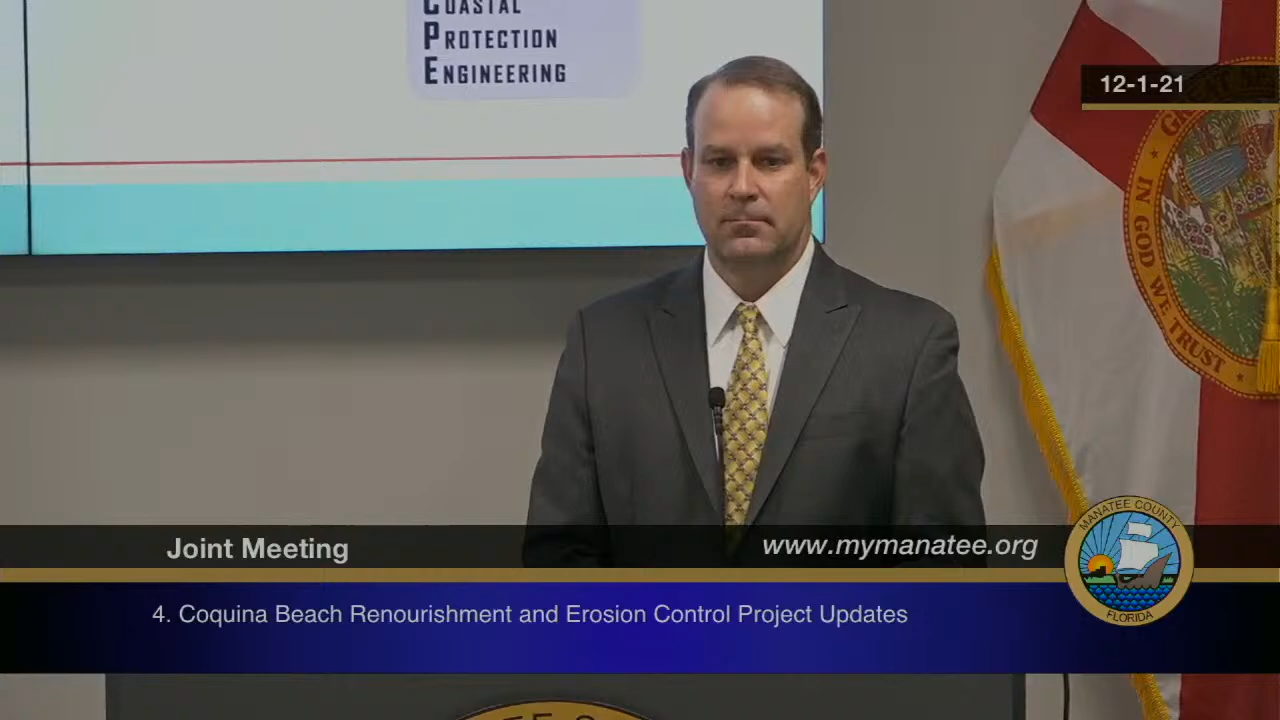 COASTAL
PROTECTION
ENGINEERING
12-1-21
IN GOD WE TRUST
Joint Meeting
www.mymanatee.org
MANATEE COUNTY
FLORIDA
4. Coquina Beach Renourishment and Erosion Control Project Updates